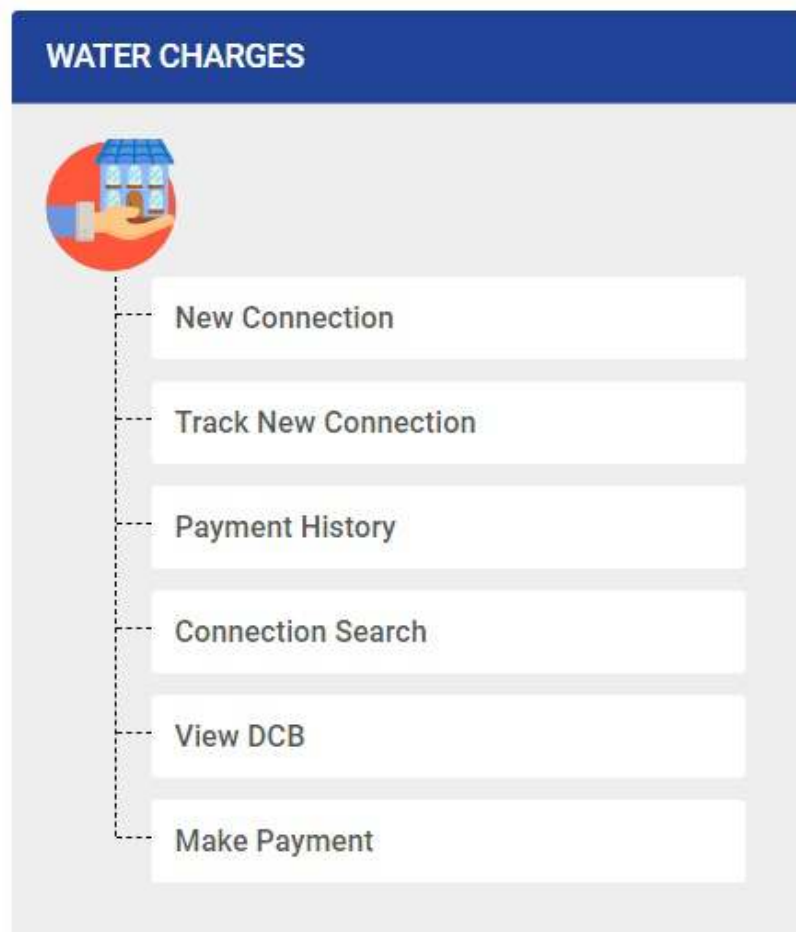 WATER CHARGES
New Connection
Track New Connection
Payment History
Connection Search
View DCB
Make Payment